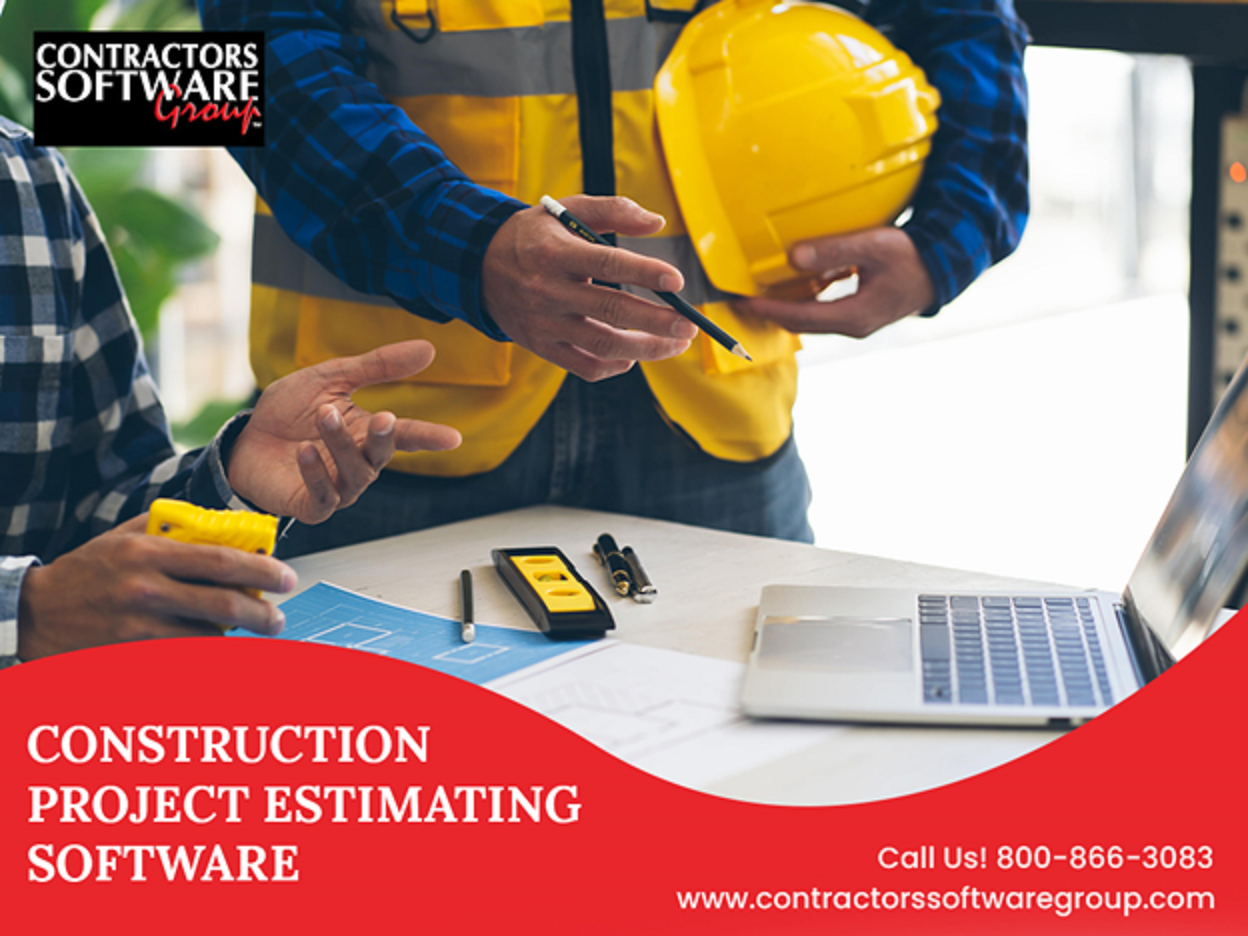 CONTRACTORS
SOFTWARE
Group
CONSTRUCTION
PROJECT ESTIMATING
SOFTWARE
Call Us! 800-866-3083
www.contractorssoftwaregroup.com